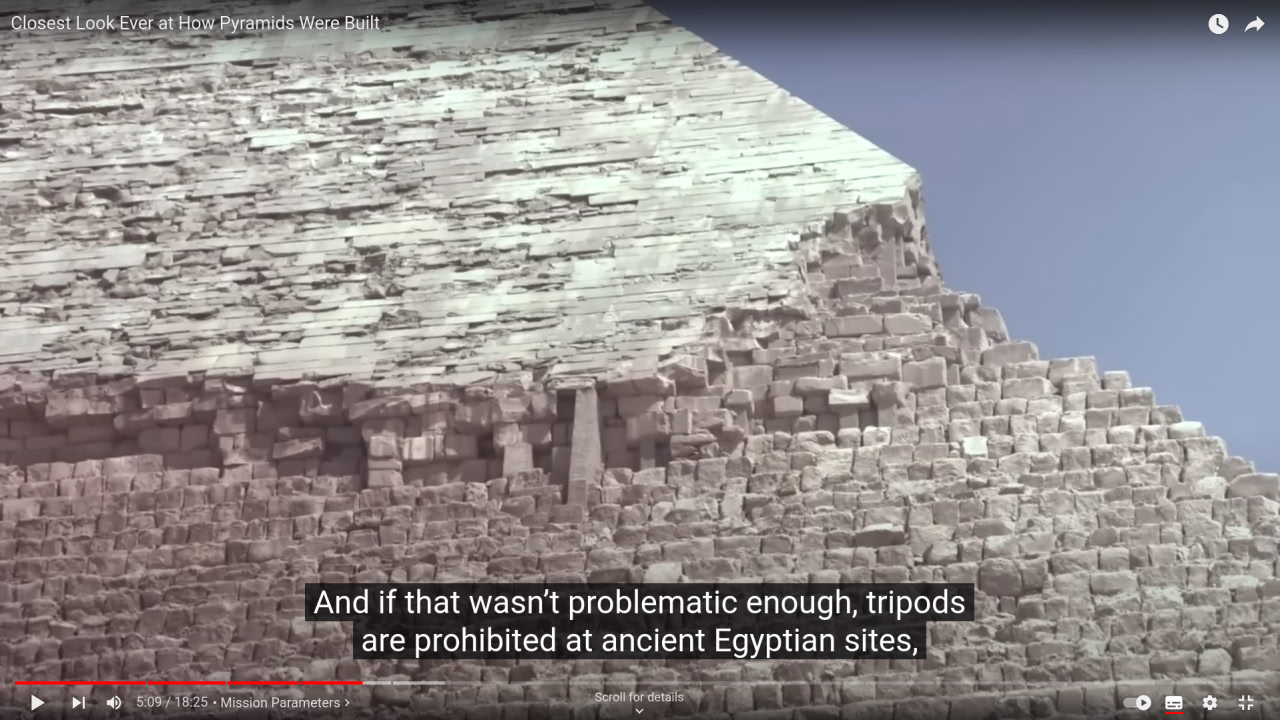 Closest Look Ever at How Pyramids Were Built
And if that wasn’t problematic enough, tripods
are prohibited at ancient Egyptian sites,
5:09 / 18:25 • Mission Parameters
Scroll for details